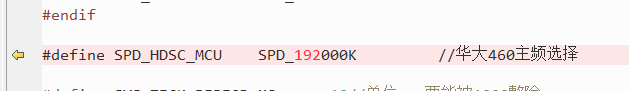 #endif
#define SPD_HDSC_MCU    SPD_192000K         //华大460主频选择